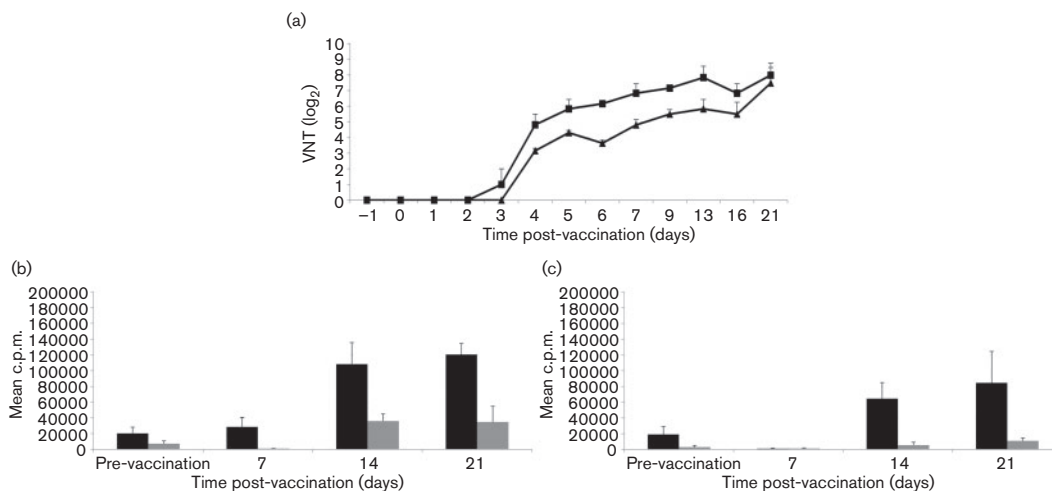 (a)
10
9
8
7
6
5
4
3
2
1
0
VNT (log₂)
−1 0 1 2 3 4 5 6 7 9 13 16 21
Time post-vaccination (days)
(b)
200000
180000
160000
140000
120000
100000
80000
60000
40000
20000
0
Mean c.p.m.
Pre-vaccination 7 14 21
Time post-vaccination (days)
(c)
200000
180000
160000
140000
120000
100000
80000
60000
40000
20000
0
Mean c.p.m.
Pre-vaccination 7 14 21
Time post-vaccination (days)